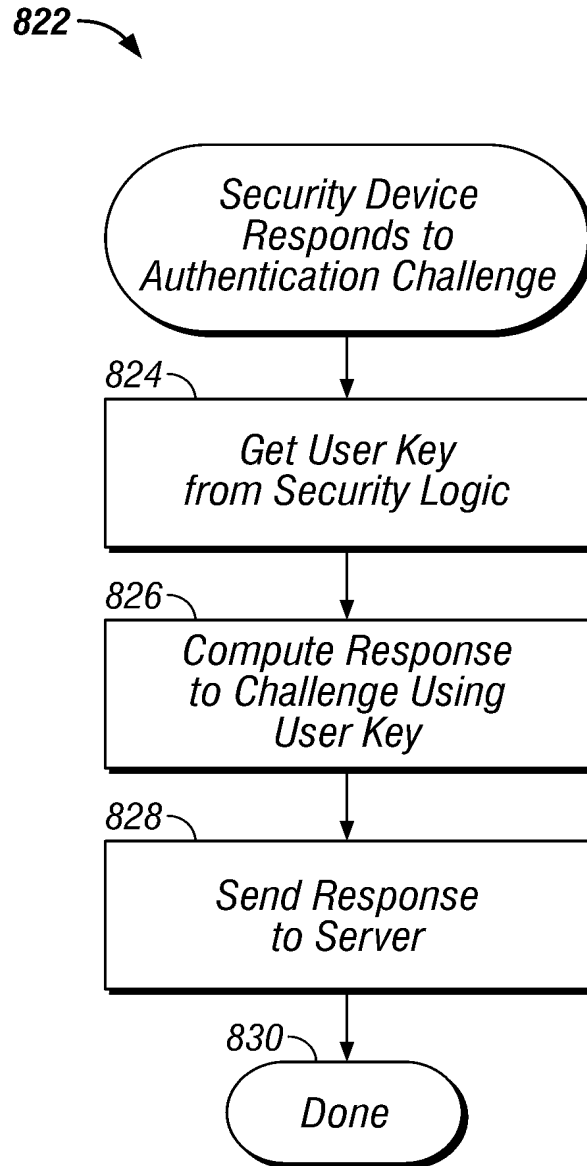 822
Security Device
Responds to
Authentication Challenge
824
Get User Key
from Security Logic
826
Compute Response
to Challenge Using
User Key
828
Send Response
to Server
830
Done